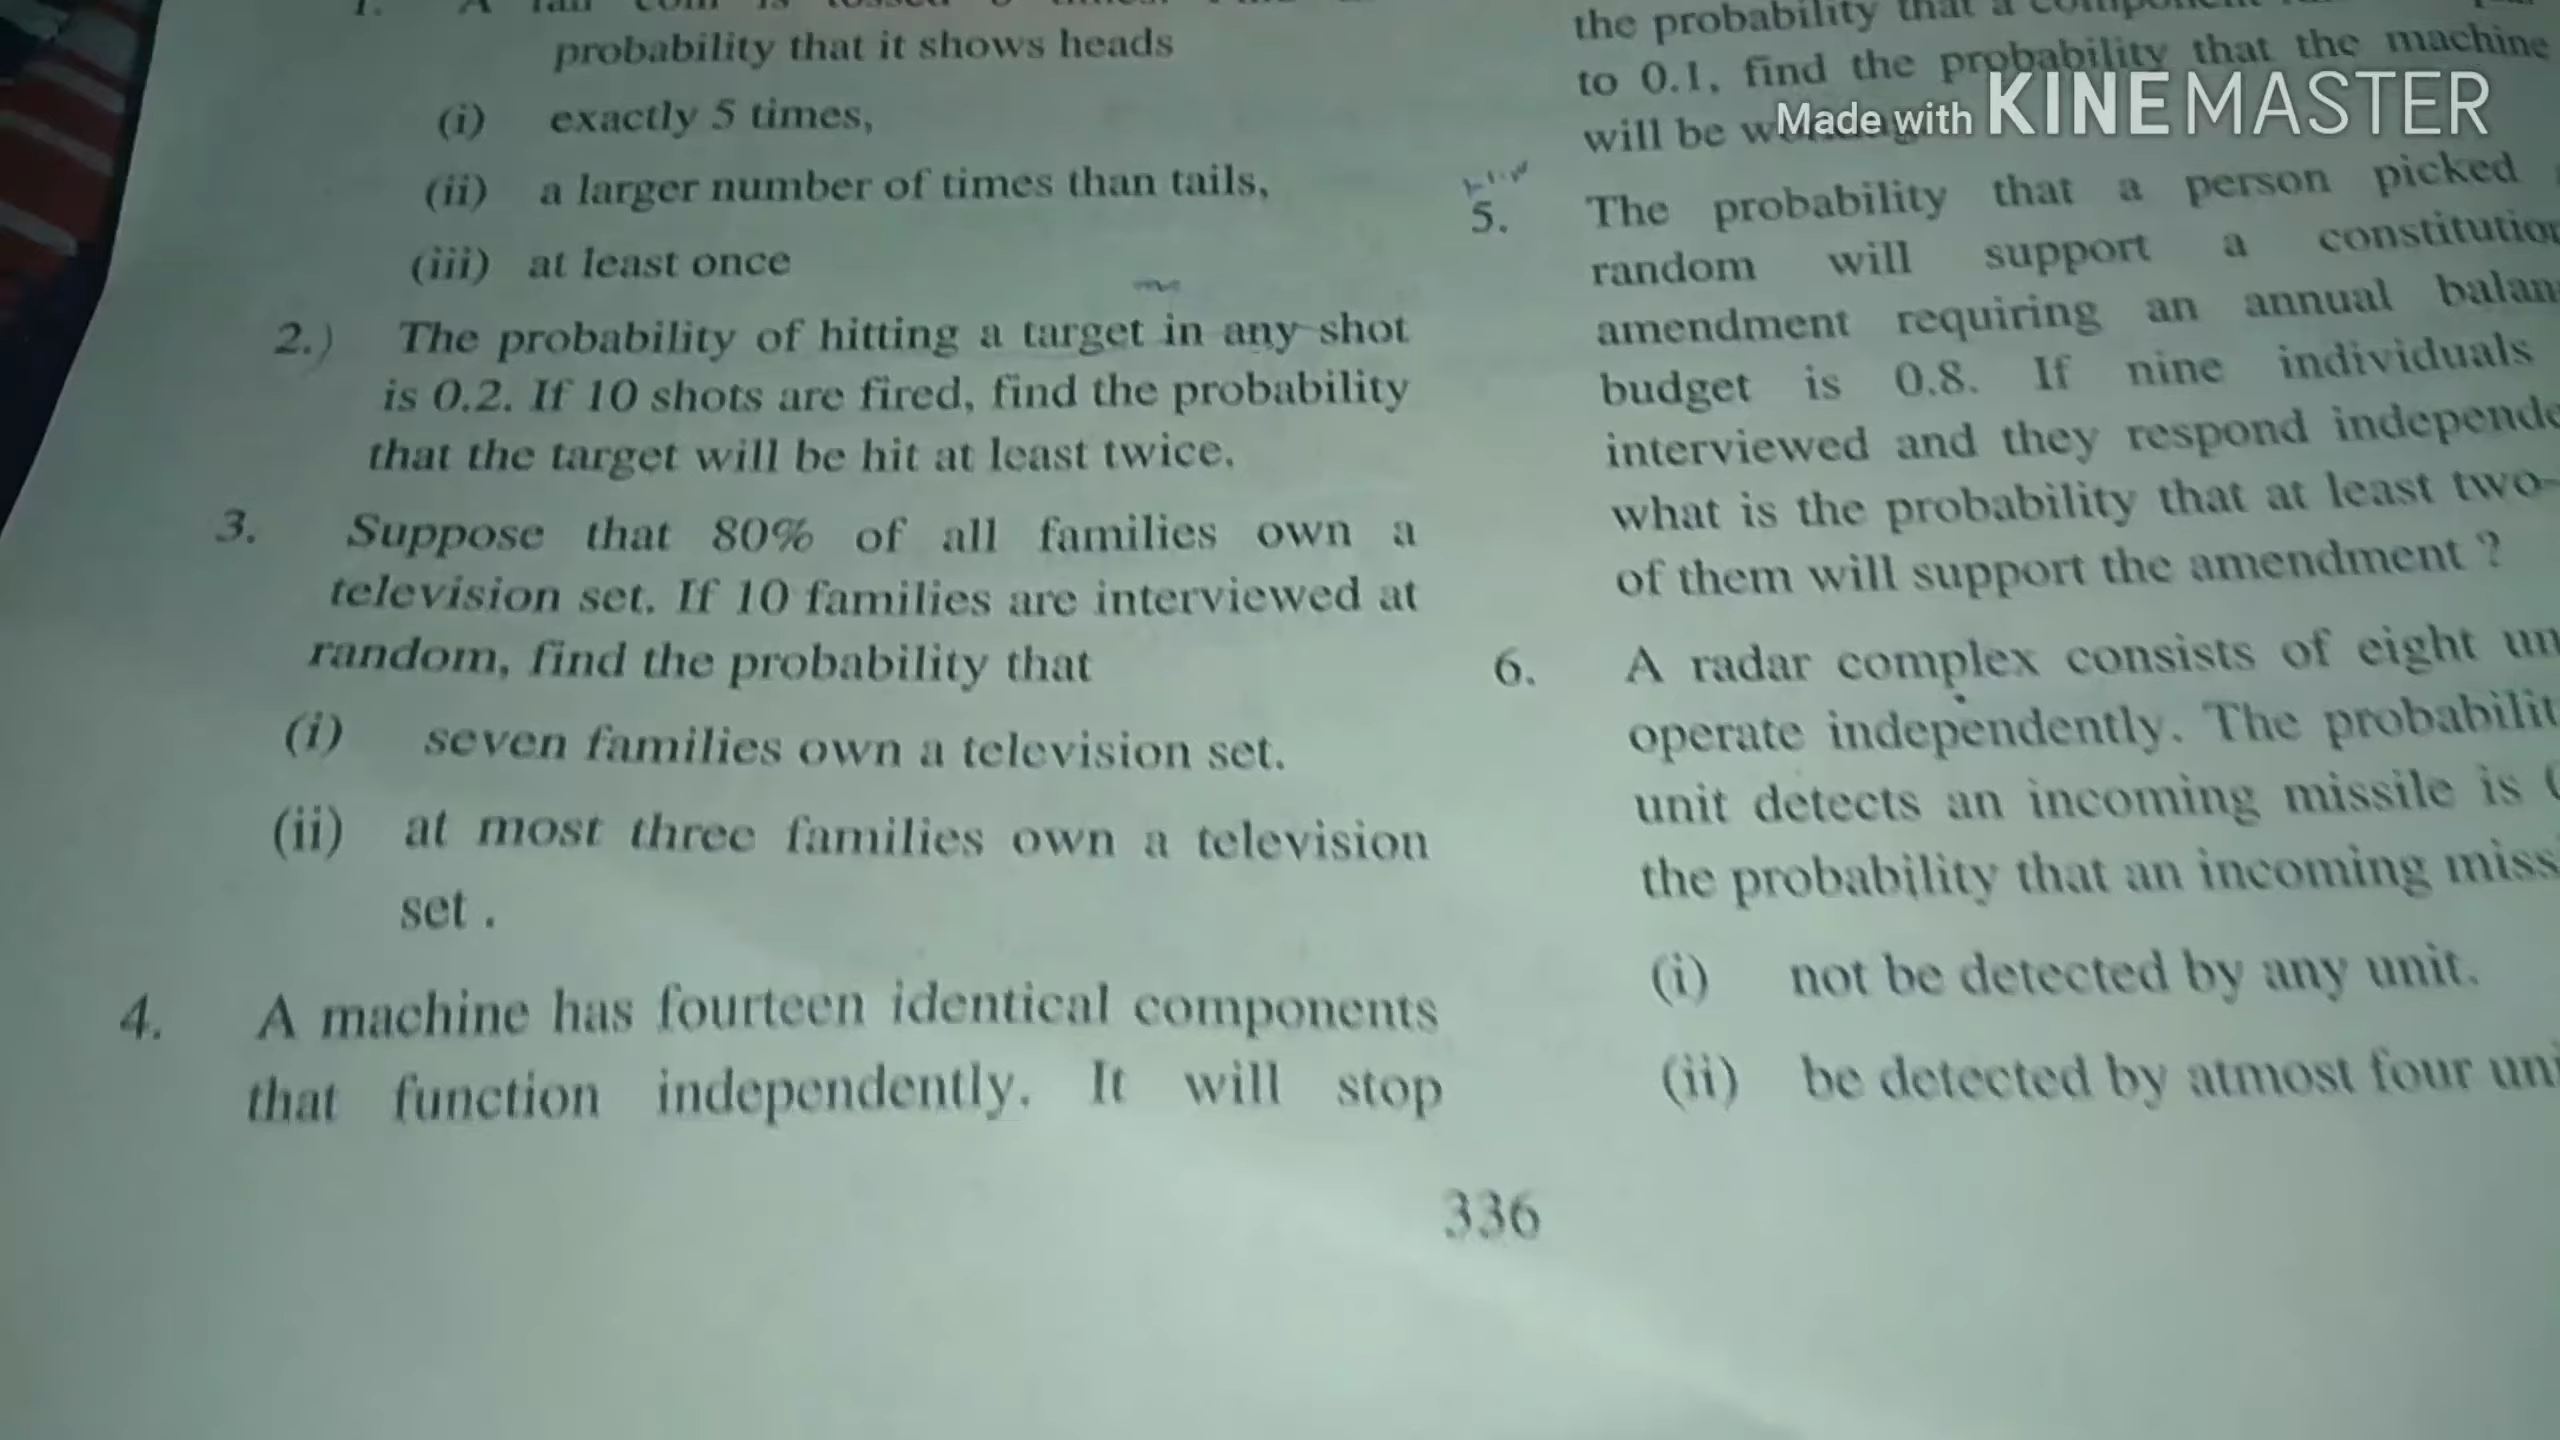 probability that it shows heads
(i) exactly 5 times,
(ii) a larger number of times than tails,
(iii) at least once
2.) The probability of hitting a target in any shot
is 0.2. If 10 shots are fired, find the probability
that the target will be hit at least twice.
3. Suppose that 80% of all families own a
television set. If 10 families are interviewed at
random, find the probability that
(i) seven families own a television set.
(ii) at most three families own a television
set .
4. A machine has fourteen identical components
that function independently. It will stop
the probability that a
to 0.1, find the probability that the machine
will be
Made with KINEMASTER
5. The probability that a person picked
random will support a
amendment requiring an annual
budget is 0.8. If nine individuals
interviewed and they respond
what is the probability that at least two-
of them will support the amendment ?
6. A radar complex consists of eight
operate independently. The
unit detects an incoming missile is
the probability that an incoming
(i) not be detected by any unit.
(ii) be detected by atmost four
336